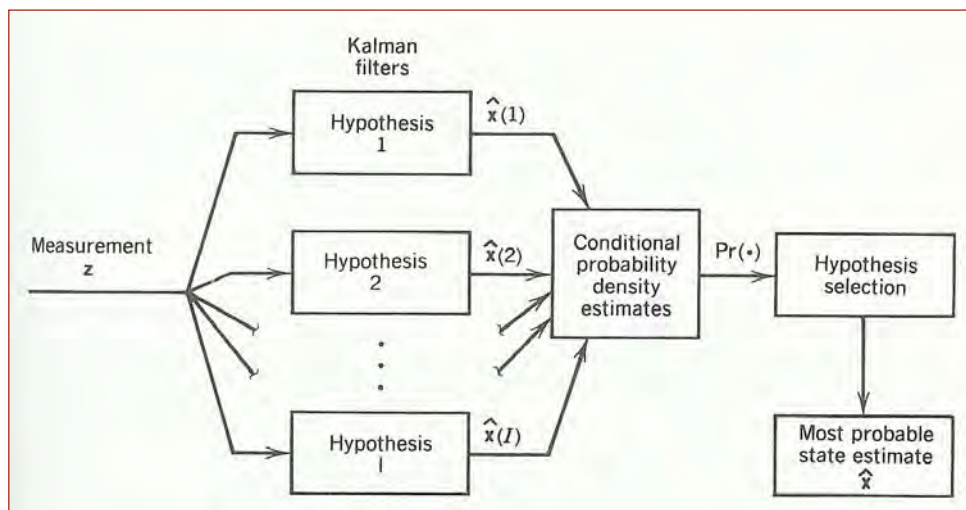 Kalman
filters
Hypothesis
1
x̂(1)
Measurement
z
Hypothesis
2
x̂(2)
Conditional
probability
density
estimates
Pr(•)
Hypothesis
selection
Hypothesis
I
x̂(I)
Most probable
state estimate
x̂